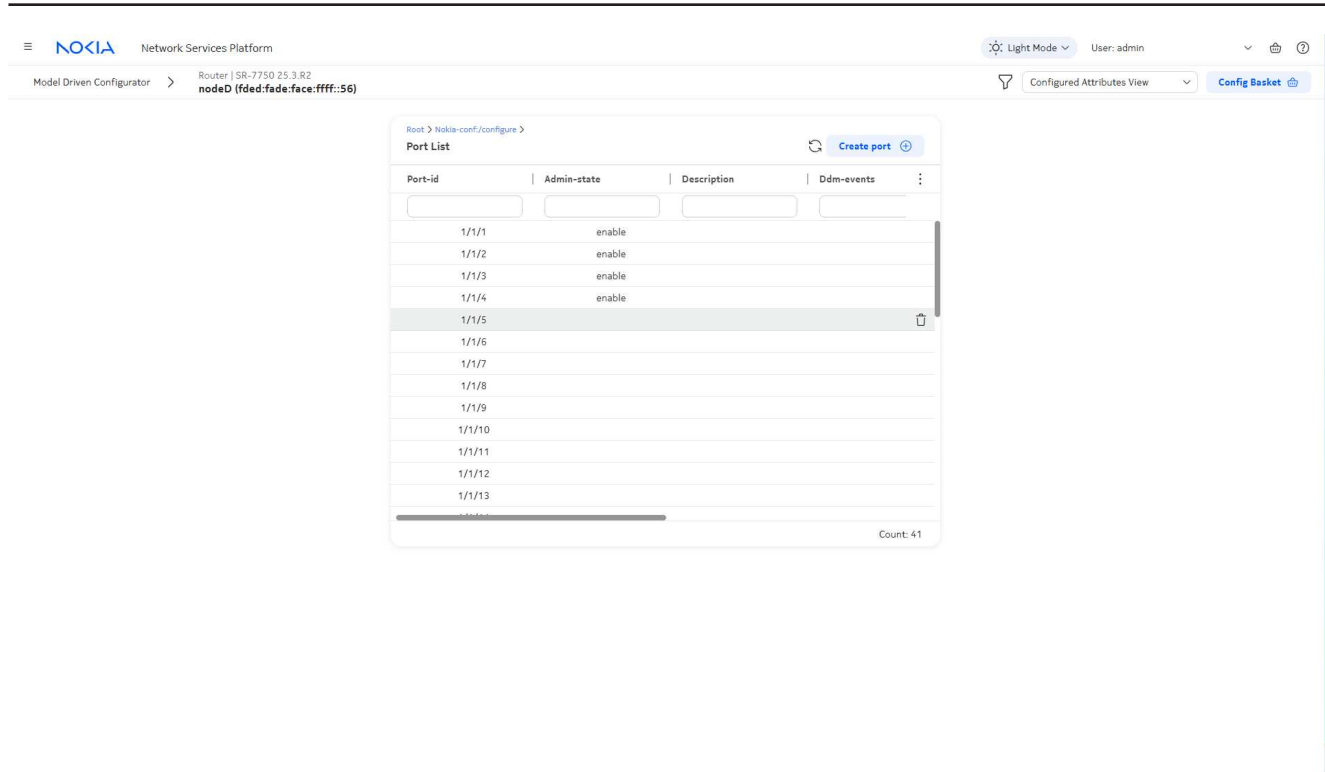 NOKIA Network Services Platform Light Mode User: admin
Model Driven Configurator > Router | SR-7750 25.3.R2 Configured Attributes View Config Basket
nodeD (fded:fade:face:ffff::56)
Root > Nokia-conf:/configure >
Port List Create port
Port-id Admin-state Description Ddm-events
1/1/1 enable
1/1/2 enable
1/1/3 enable
1/1/4 enable
1/1/5
1/1/6
1/1/7
1/1/8
1/1/9
1/1/10
1/1/11
1/1/12
1/1/13
Count: 41